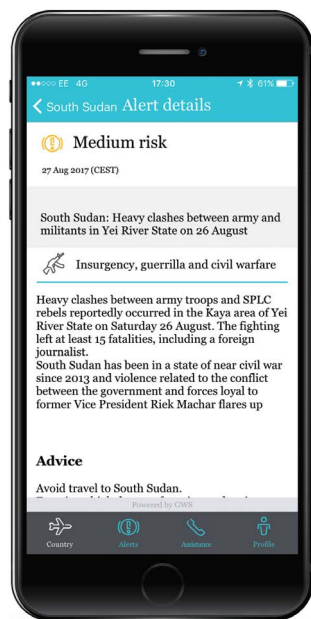 EE 4G 17:30 61%
South Sudan Alert details
Medium risk
27 Aug 2017 (CEST)
South Sudan: Heavy clashes between army and
militants in Yei River State on 26 August
Insurgency, guerrilla and civil warfare
Heavy clashes between army troops and SPLC
rebels reportedly occurred in the Kaya area of Yei
River State on Saturday 26 August. The fighting
left at least 15 fatalities, including a foreign
journalist.
South Sudan has been in a state of near civil war
since 2013 and violence related to the conflict
between the government and forces loyal to
former Vice President Riek Machar flares up
Advice
Avoid travel to South Sudan.
Powered by GWS
Country Alerts Assistance Profile